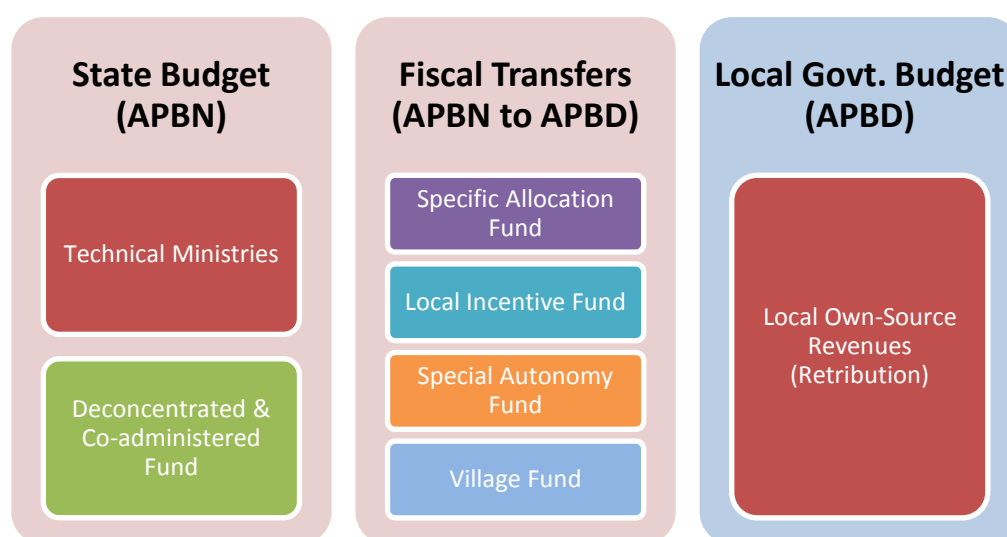 State Budget
(APBN)
Technical Ministries
Deconcentrated &
Co-administered
Fund
Fiscal Transfers
(APBN to APBD)
Specific Allocation
Fund
Local Incentive Fund
Special Autonomy
Fund
Village Fund
Local Govt. Budget
(APBD)
Local Own-Source
Revenues
(Retribution)